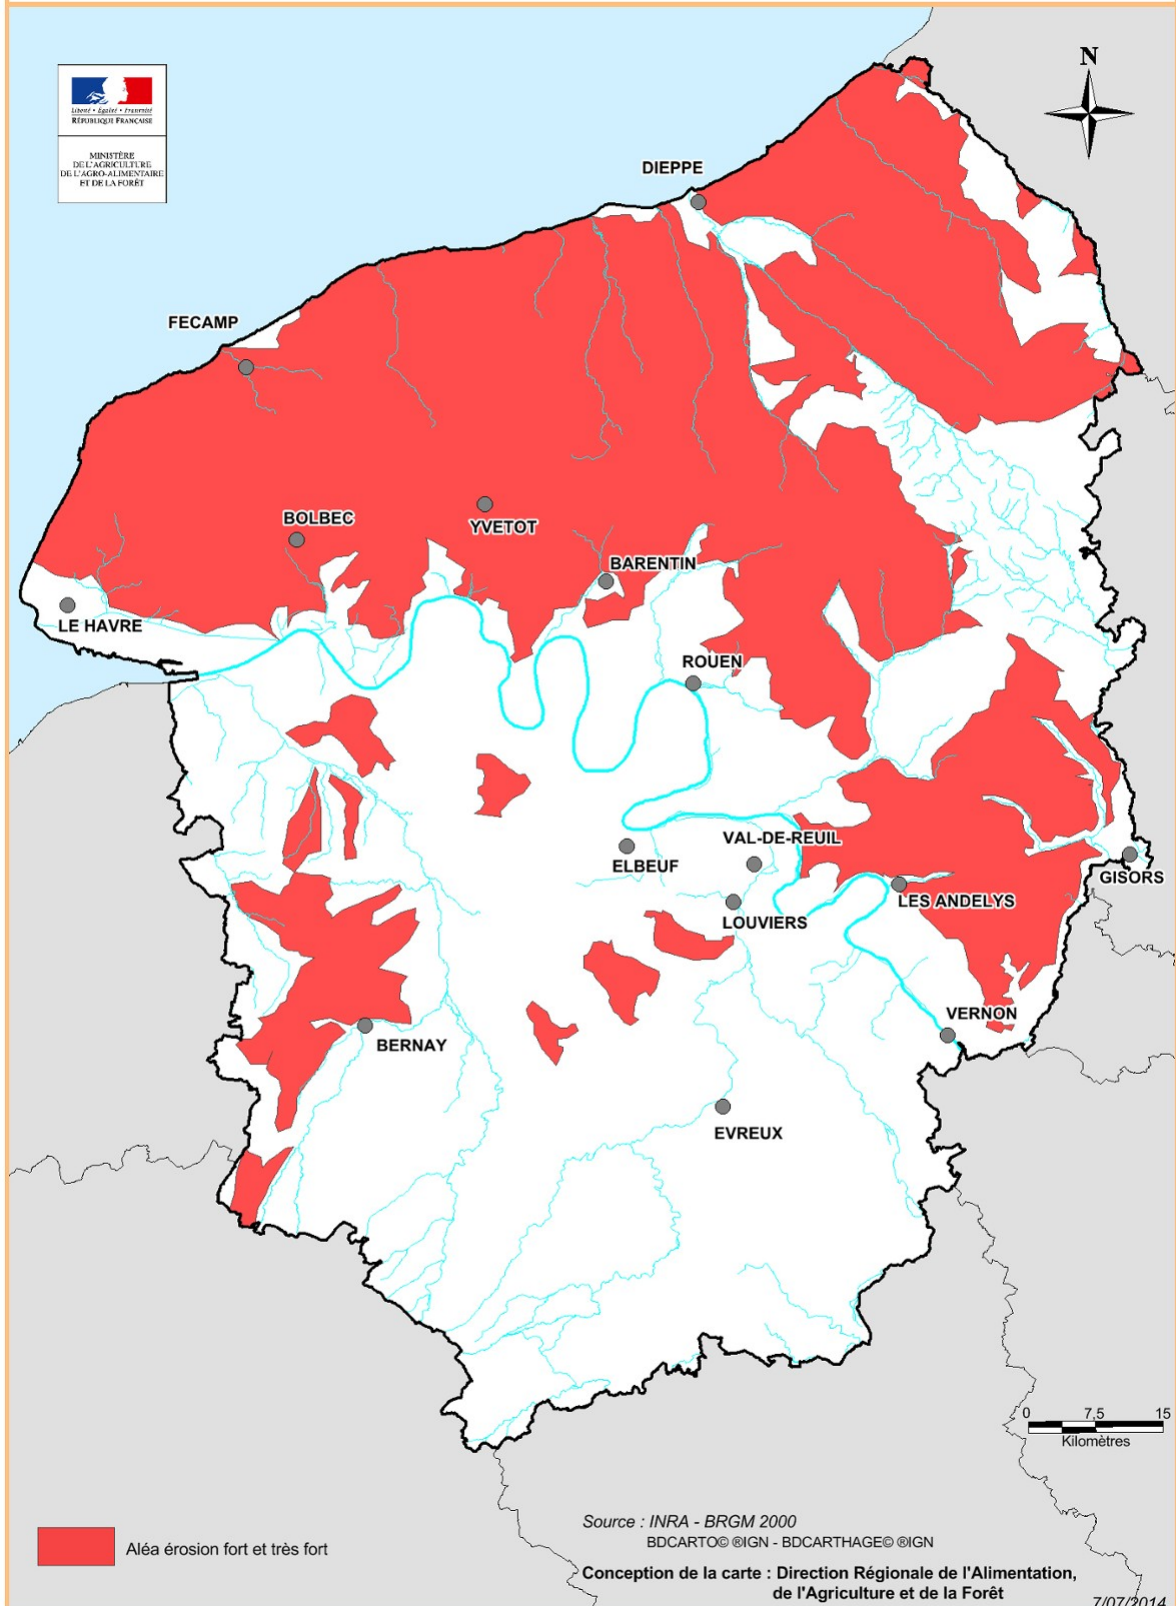 Liberté • Égalité • Fraternité
RÉPUBLIQUE FRANÇAISE
MINISTÈRE
DE L'AGRICULTURE
DE L'AGRO-ALIMENTAIRE
ET DE LA FORÊT
N
DIEPPE
FECAMP
BOLBEC
YVETOT
BARENTIN
LE HAVRE
ROUEN
VAL-DE-REUIL
ELBEUF
GISORS
LES ANDELYS
LOUVIERS
VERNON
BERNAY
EVREUX
0 7,5 15
Kilomètres
Aléa érosion fort et très fort
Source : INRA - BRGM 2000
BDCARTO© ®IGN - BDCARTHAGE© ®IGN
Conception de la carte : Direction Régionale de l'Alimentation,
de l'Agriculture et de la Forêt
7/07/2014